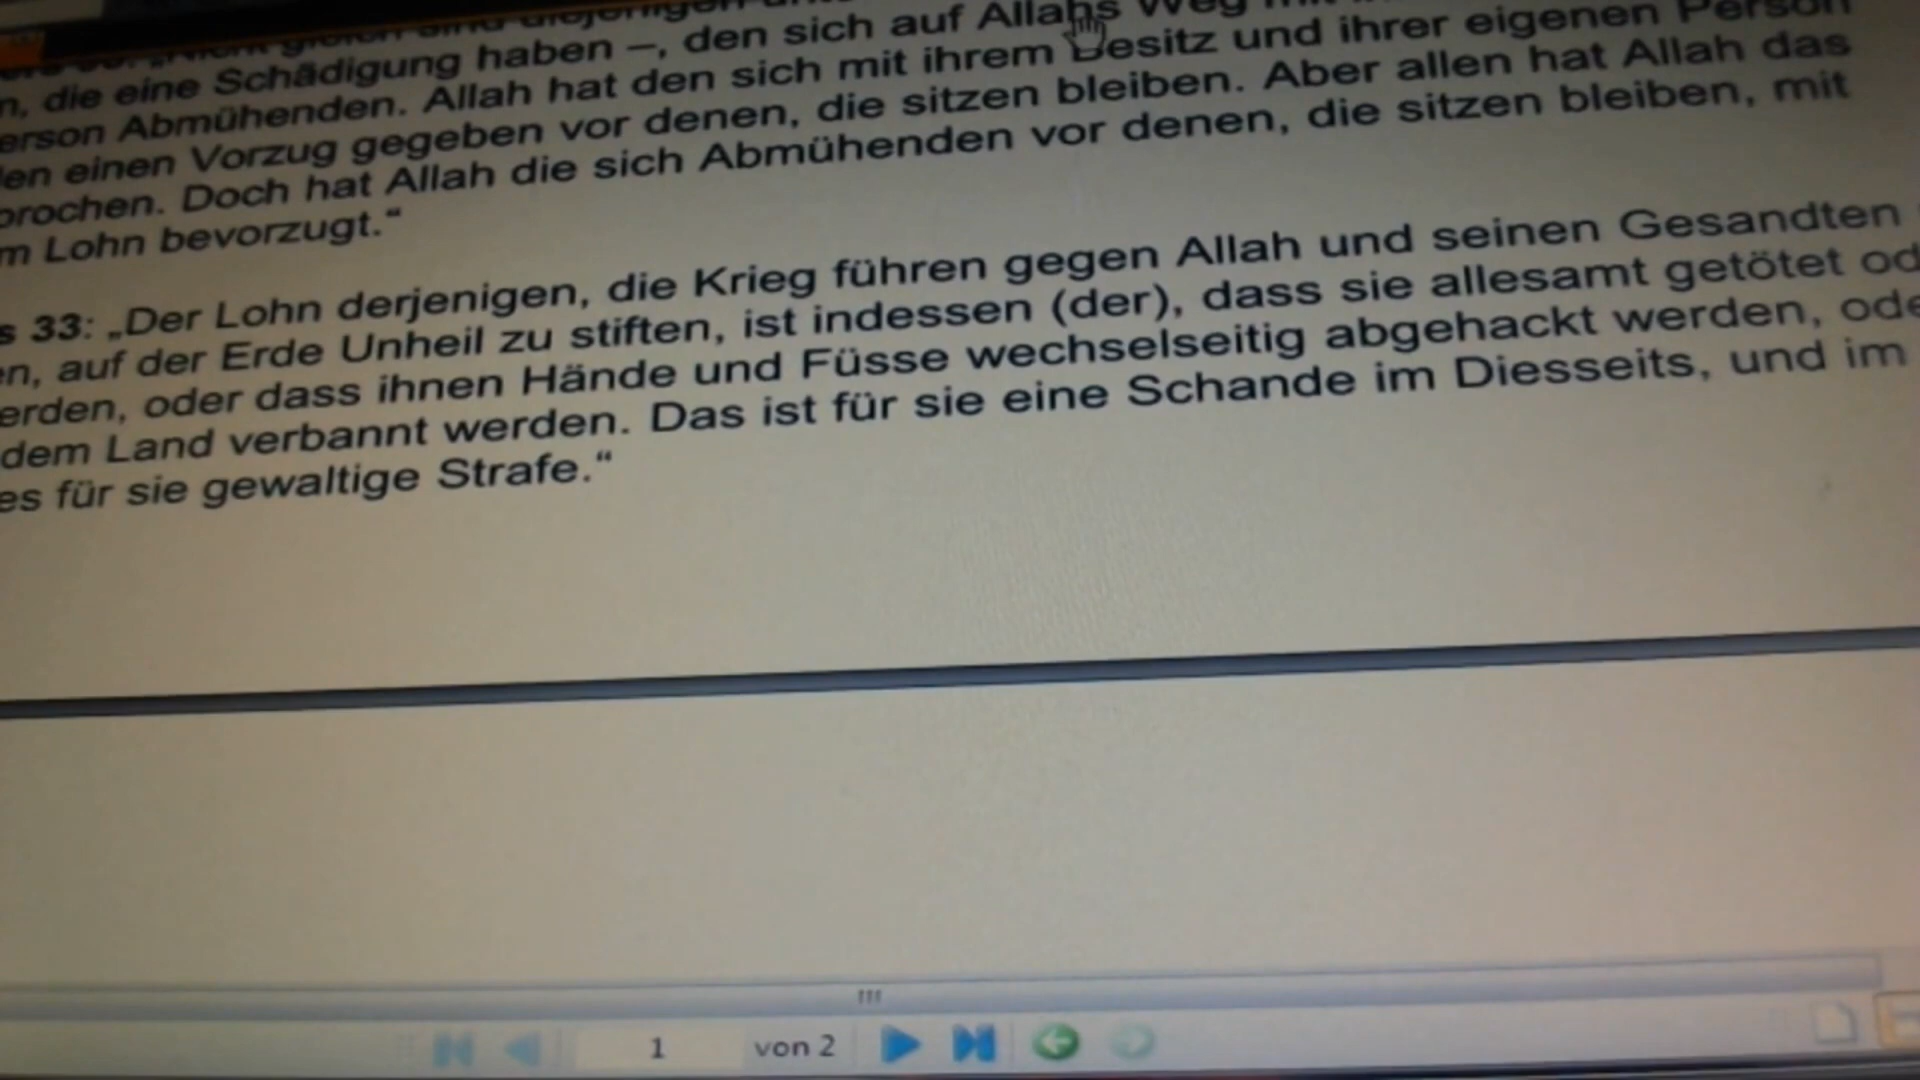 n, die eine Schädigung haben –, den sich auf Allahs Weg
erson Abmühenden. Allah hat den sich mit ihrem Besitz und ihrer eigenen Person
en einen Vorzug gegeben vor denen, die sitzen bleiben. Aber allen hat Allah das
prochen. Doch hat Allah die sich Abmühenden vor denen, die sitzen bleiben, mit
m Lohn bevorzugt.“
s 33: „Der Lohn derjenigen, die Krieg führen gegen Allah und seinen Gesandten
en, auf der Erde Unheil zu stiften, ist indessen (der), dass sie allesamt getötet od
erden, oder dass ihnen Hände und Füsse wechselseitig abgehackt werden, ode
dem Land verbannt werden. Das ist für sie eine Schande im Diesseits, und im
es für sie gewaltige Strafe.“
1 von 2